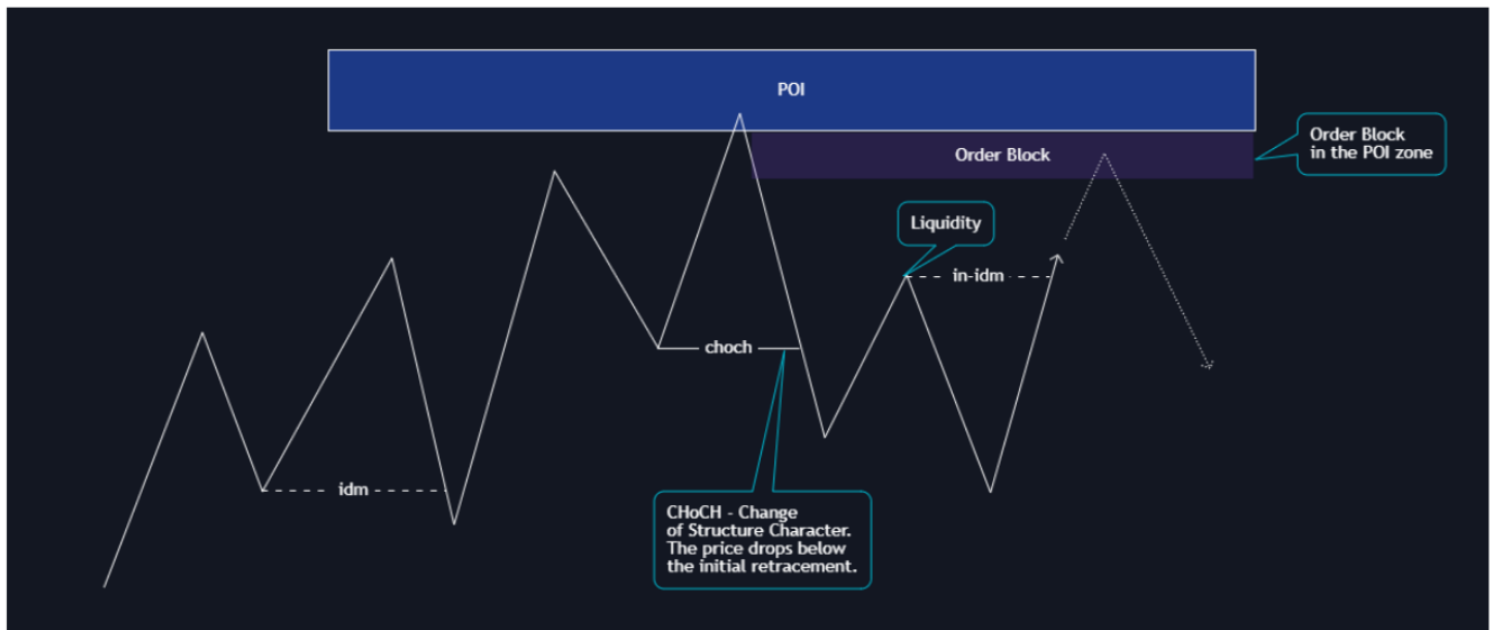 POI
Order Block
Order Block
in the POI zone
Liquidity
in-idm
choch
idm
CHoCH - Change
of Structure Character.
The price drops below
the initial retracement.